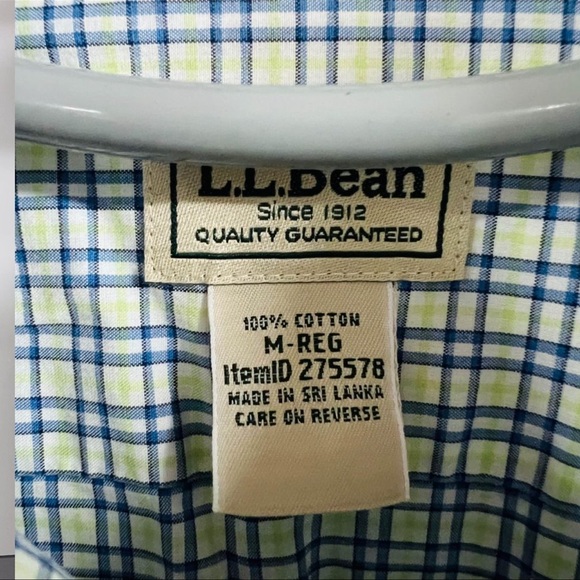 L.L.Bean
Since 1912
QUALITY GUARANTEED
100% COTTON
M-REG
ItemID 275578
MADE IN SRI LANKA
CARE ON REVERSE